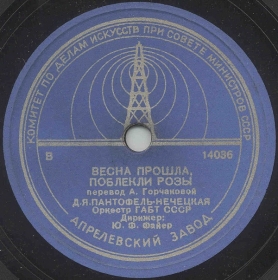 КОМИТЕТ ПО ДЕЛАМ ИСКУССТВ ПРИ СОВЕТЕ МИНИСТРОВ СССР
В 14036
ВЕСНА ПРОШЛА,
ПОБЛЕКЛИ РОЗЫ
перевод А. Горчаковой
Д.Я.ПАНТОФЕЛЬ-НЕЧЕЦКАЯ
Оркестр ГАБТ СССР
Дирижер:
Ю. Ф. Файер
АПРЕЛЕВСКИЙ ЗАВОД